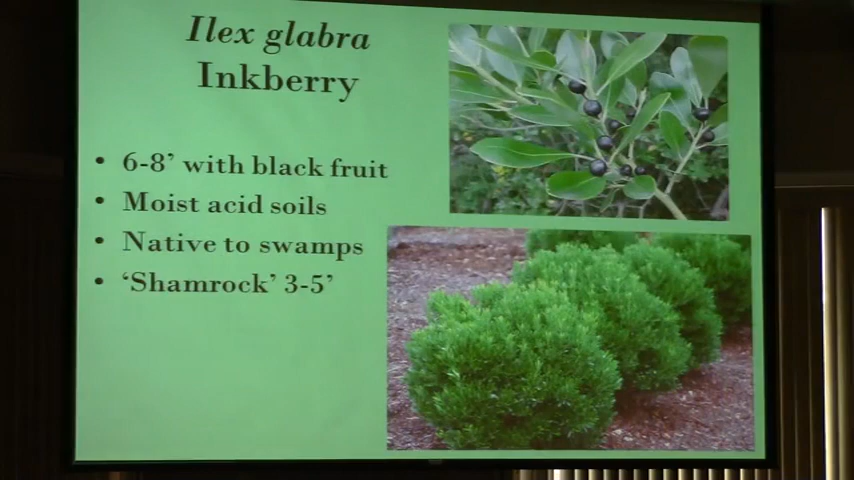 Ilex glabra
Inkberry
• 6-8’ with black fruit
• Moist acid soils
• Native to swamps
• ‘Shamrock’ 3-5’